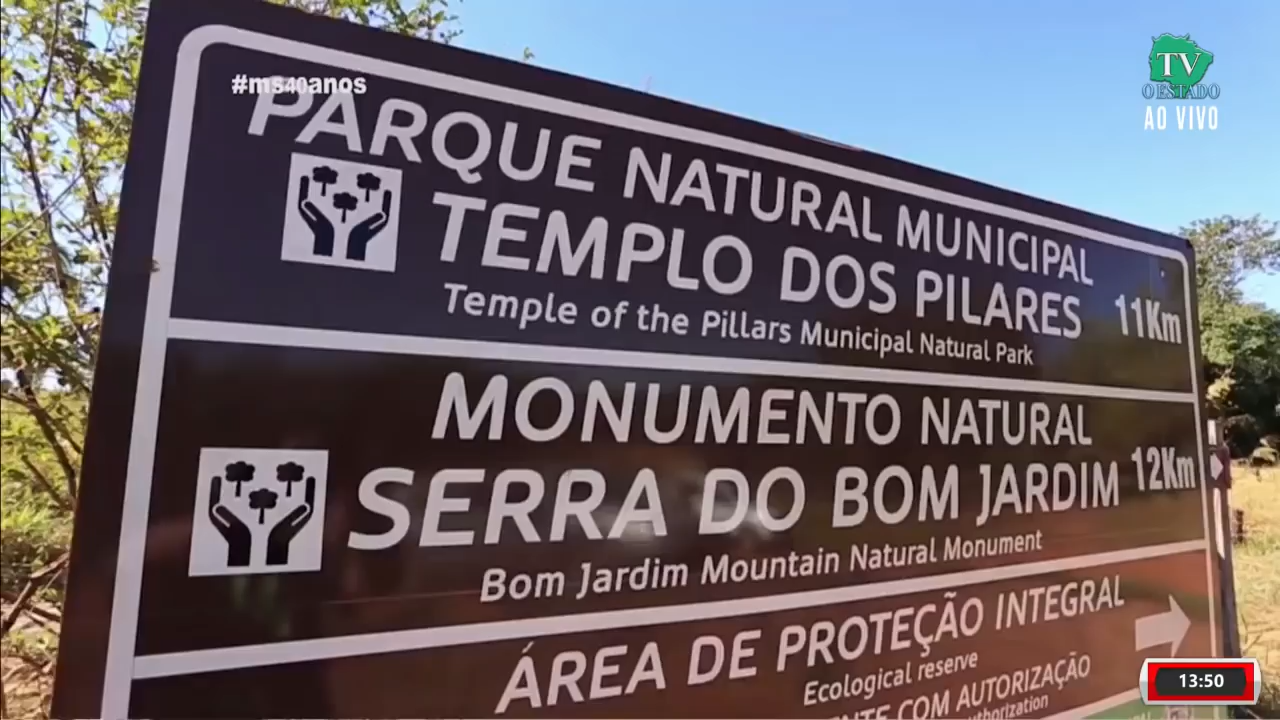 #ms40anos
TV
O ESTADO
AO VIVO
PARQUE NATURAL MUNICIPAL
TEMPLO DOS PILARES 11Km
Temple of the Pillars Municipal Natural Park
MONUMENTO NATURAL
SERRA DO BOM JARDIM 12Km
Bom Jardim Mountain Natural Monument
ÁREA DE PROTEÇÃO INTEGRAL
Ecological reserve
COM AUTORIZAÇÃO
13:50